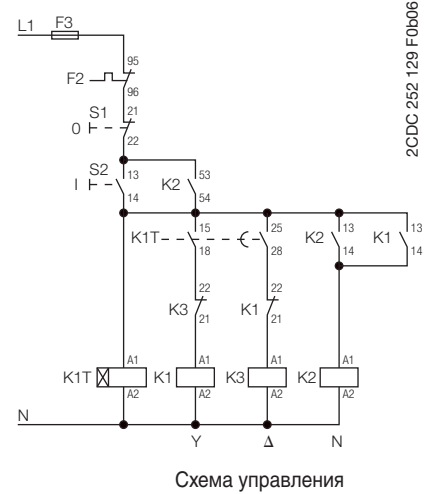 L1 F3
2CDC 252 129 F0b06
95
F2
96
S1 21
0
22
S2 13 53
I K2
14 54
15 25 13 13
K1T K2 K1
18 28 14 14
22 22
K3 K1
21 21
A1 A1 A1 A1
K1T K1 K3 K2
A2 A2 A2 A2
N
Y Δ N
Схема управления